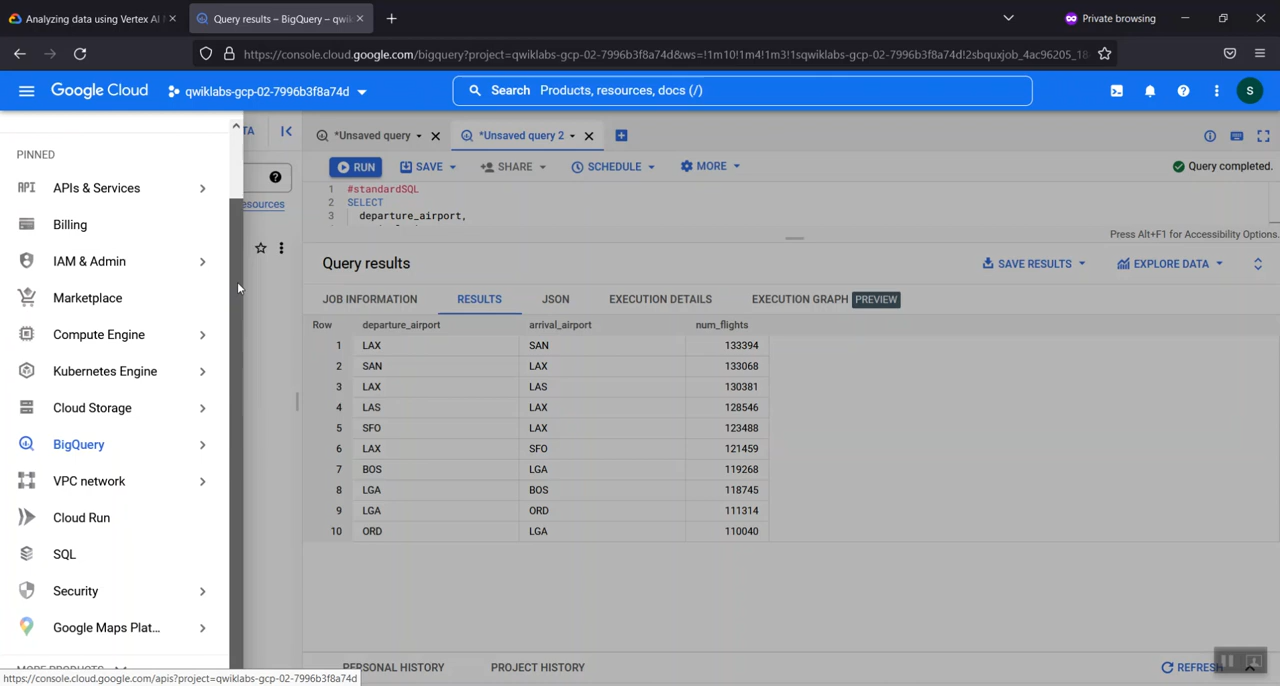 Analyzing data using Vertex AI
Query results – BigQuery – qwik
Private browsing
https://console.cloud.google.com/bigquery?project=qwiklabs-gcp-02-7996b3f8a74d&ws=!1m10!1m4!1m3!1sqwiklabs-gcp-02-7996b3f8a74d!2sbquxjob_4ac96205_18
Google Cloud
qwiklabs-gcp-02-7996b3f8a74d
Search Products, resources, docs (/)
S
PINNED
API APIs & Services
Billing
IAM & Admin
Marketplace
Compute Engine
Kubernetes Engine
Cloud Storage
BigQuery
VPC network
Cloud Run
SQL
Security
Google Maps Plat...
MORE PRODUCTS
https://console.cloud.google.com/apis?project=qwiklabs-gcp-02-7996b3f8a74d
TA
esources
*Unsaved query
*Unsaved query 2
RUN SAVE SHARE SCHEDULE MORE
Query completed.
1 #standardSQL
2 SELECT
3 departure_airport,
Press Alt+F1 for Accessibility Options.
Query results
SAVE RESULTS EXPLORE DATA
JOB INFORMATION RESULTS JSON EXECUTION DETAILS EXECUTION GRAPH PREVIEW
Row departure_airport arrival_airport num_flights
1 LAX SAN 133394
2 SAN LAX 133068
3 LAX LAS 130381
4 LAS LAX 128546
5 SFO LAX 123488
6 LAX SFO 121459
7 BOS LGA 119268
8 LGA BOS 118745
9 LGA ORD 111314
10 ORD LGA 110040
PERSONAL HISTORY PROJECT HISTORY
REFRESH